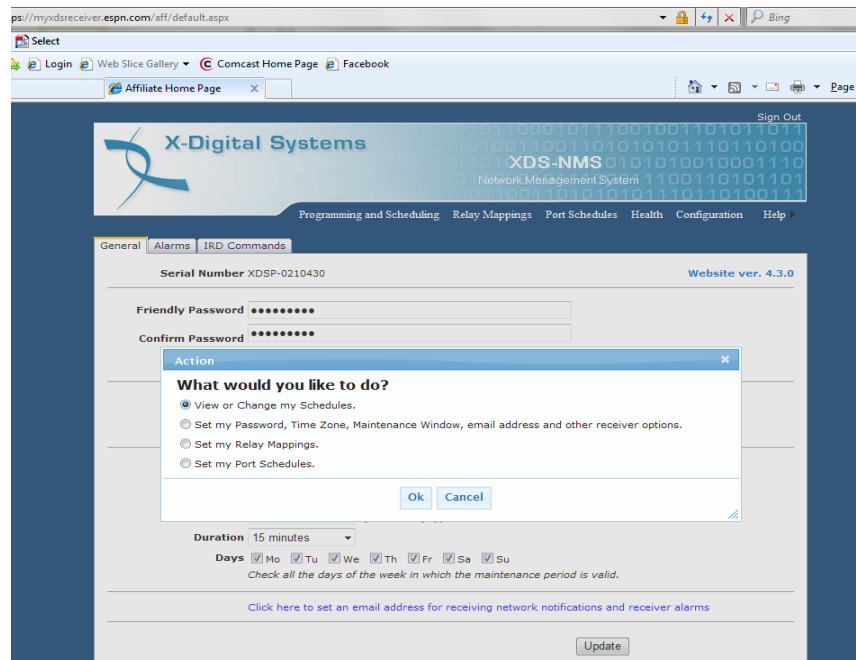 ps://myxdsreceiver.espn.com/aff/default.aspx
Bing
Select
Login Web Slice Gallery Comcast Home Page Facebook
Affiliate Home Page x Page
Sign Out
X-Digital Systems
XDS-NMS
Network Management System
Programming and Scheduling Relay Mappings Port Schedules Health Configuration Help
General Alarms IRD Commands
Serial Number XDSP-0210430 Website ver. 4.3.0
Friendly Password •••••••••
Confirm Password •••••••••
Action
What would you like to do?
View or Change my Schedules.
Set my Password, Time Zone, Maintenance Window, email address and other receiver options.
Set my Relay Mappings.
Set my Port Schedules.
Ok Cancel
Duration 15 minutes
Days Mo Tu We Th Fr Sa Su
Check all the days of the week in which the maintenance period is valid.
Click here to set an email address for receiving network notifications and receiver alarms
Update